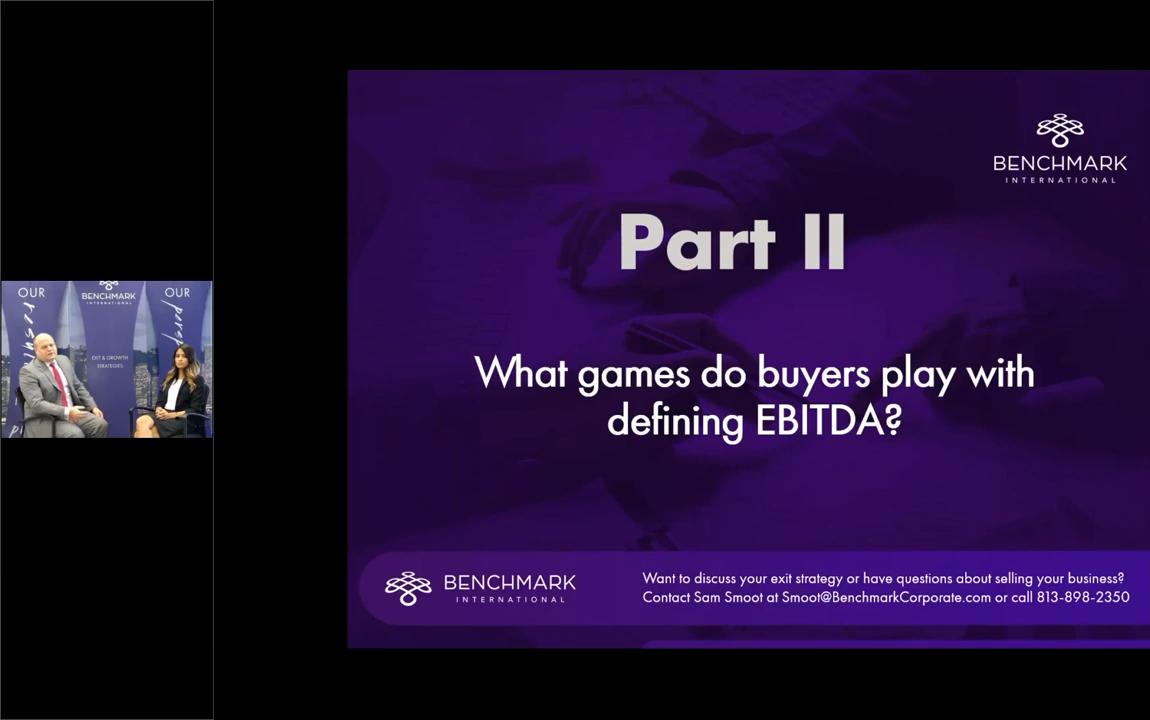 OUR
BENCHMARK
INTERNATIONAL
OUR
EXIT & GROWTH
STRATEGIES
BENCHMARK
INTERNATIONAL
Part II
What games do buyers play with
defining EBITDA?
BENCHMARK
INTERNATIONAL
Want to discuss your exit strategy or have questions about selling your business?
Contact Sam Smoot at Smoot@BenchmarkCorporate.com or call 813-898-2350